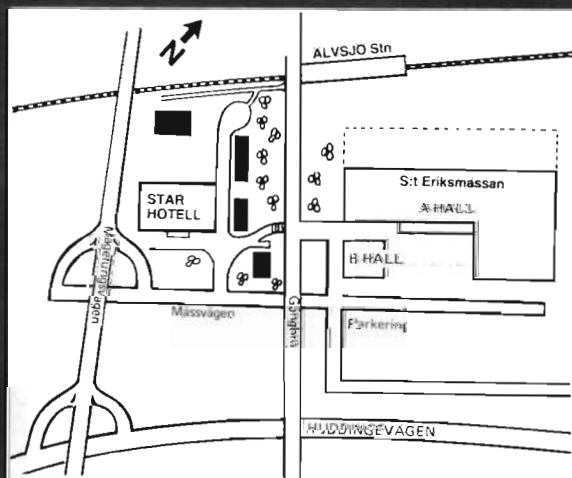 N
ÄLVSJÖ Stn
S:t Eriksmässan
A HALL
STAR
HOTELL
B HALL
Mässvägen
Parkering
HUDDINGEVÄGEN